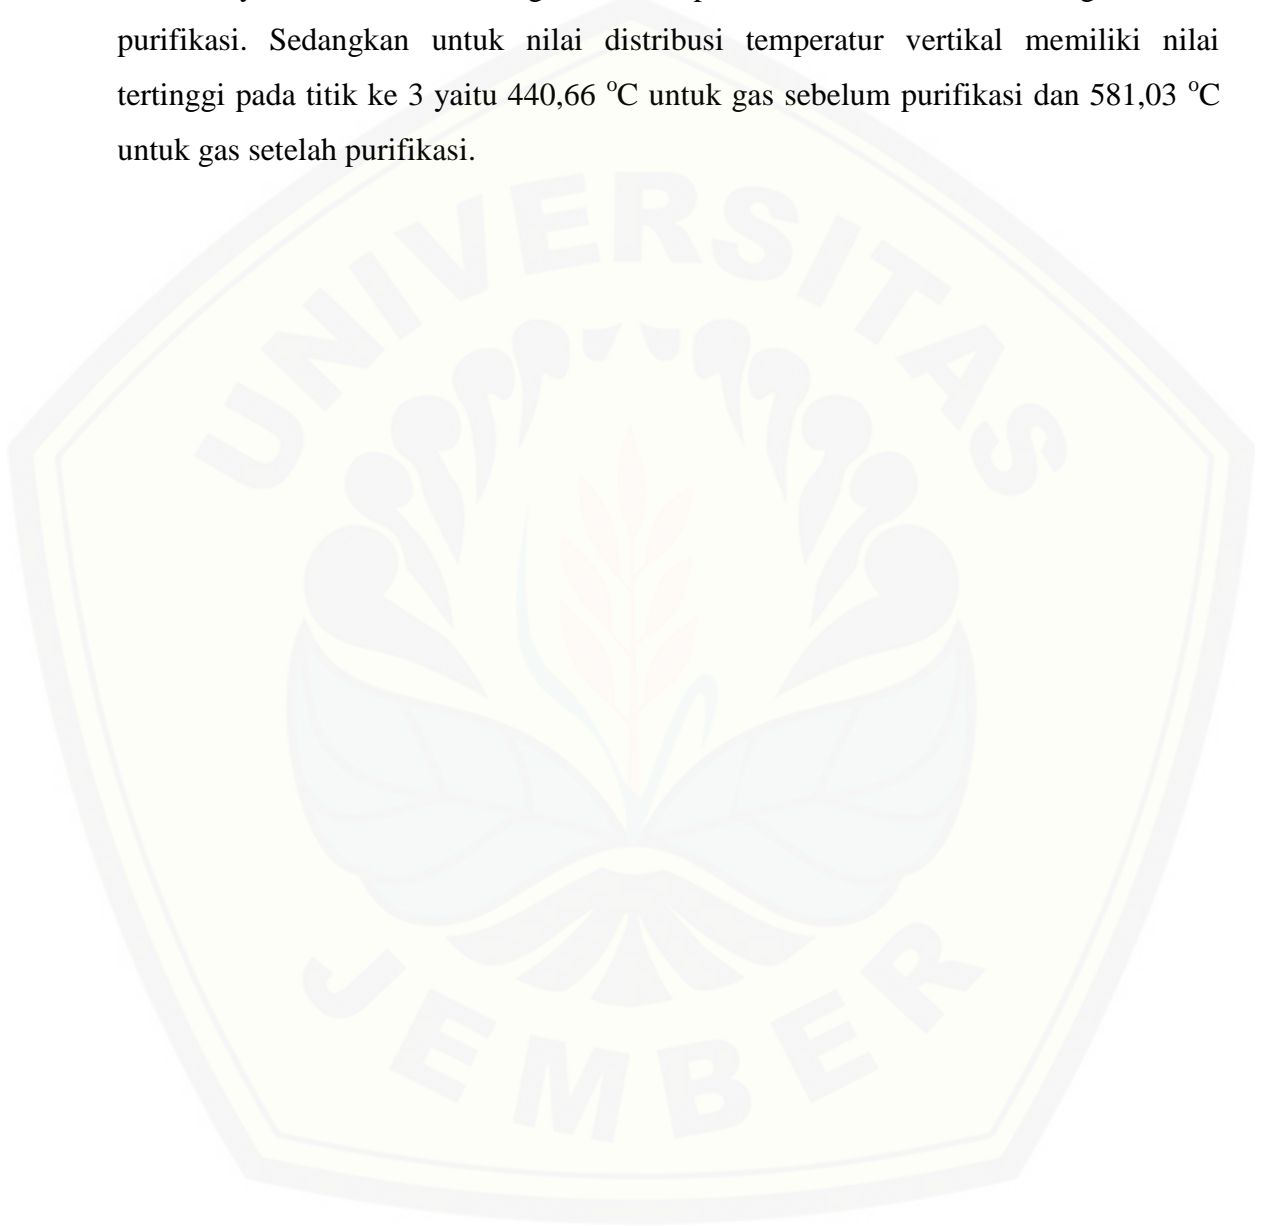 purifikasi. Sedangkan untuk nilai distribusi temperatur vertikal memiliki nilai
tertinggi pada titik ke 3 yaitu 440,66 °C untuk gas sebelum purifikasi dan 581,03 °C
untuk gas setelah purifikasi.
UNIVERSITAS
JEMBER